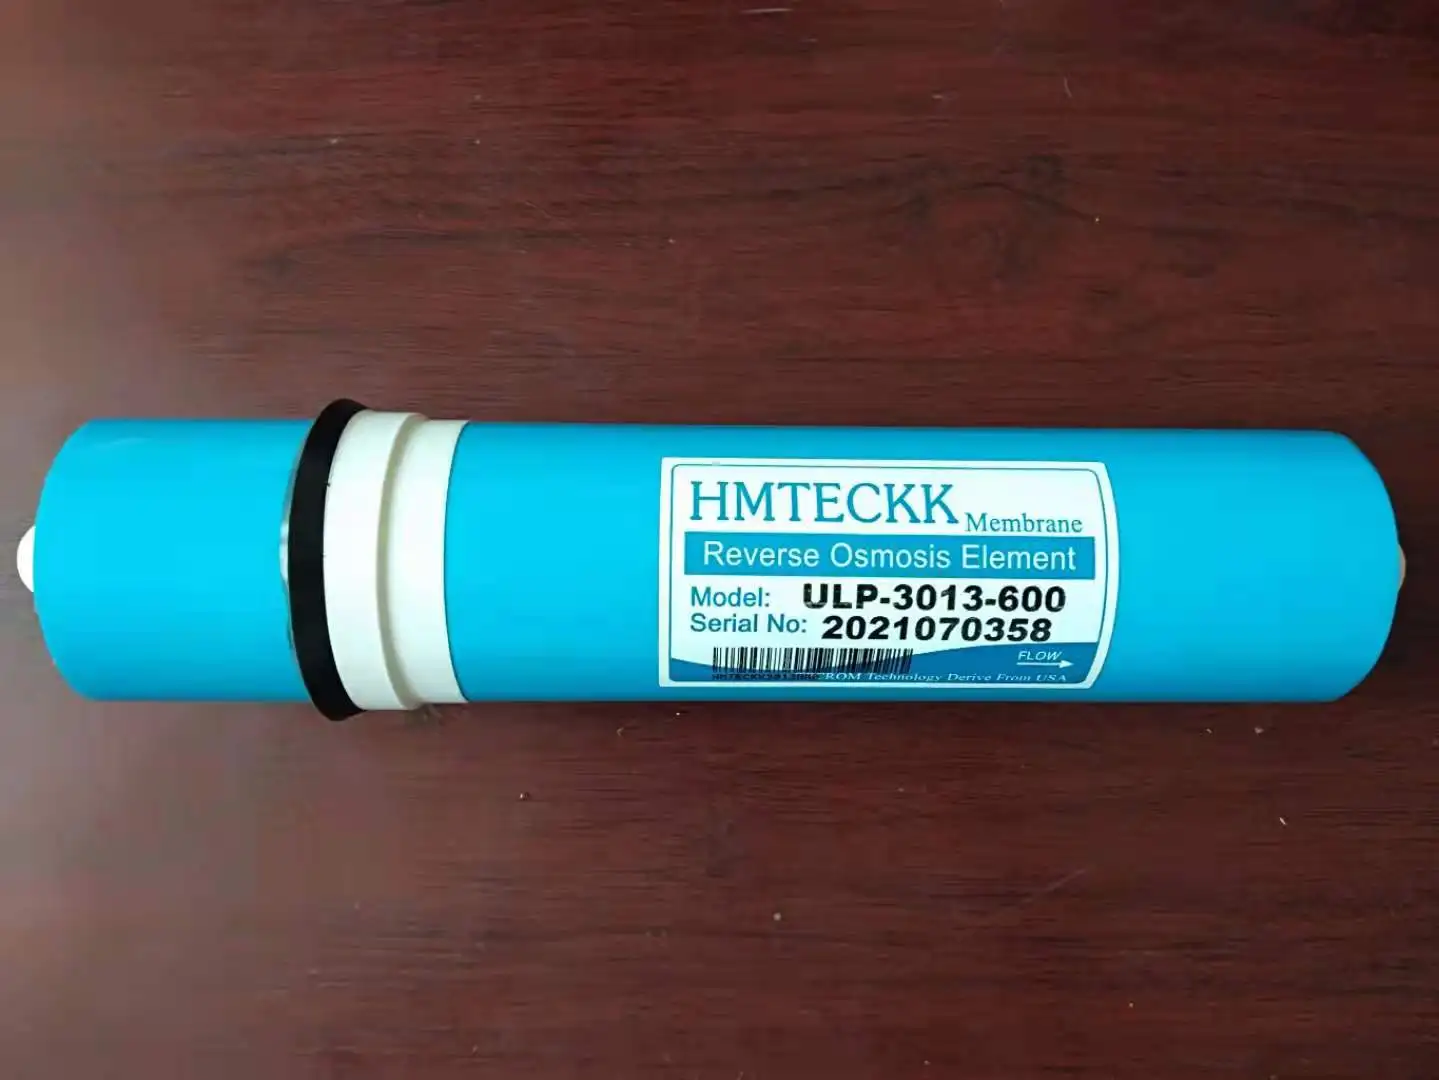 HMTECKK Membrane
Reverse Osmosis Element
Model: ULP-3013-600
Serial No: 2021070358
FLOW
ROM Technology Derive From USA